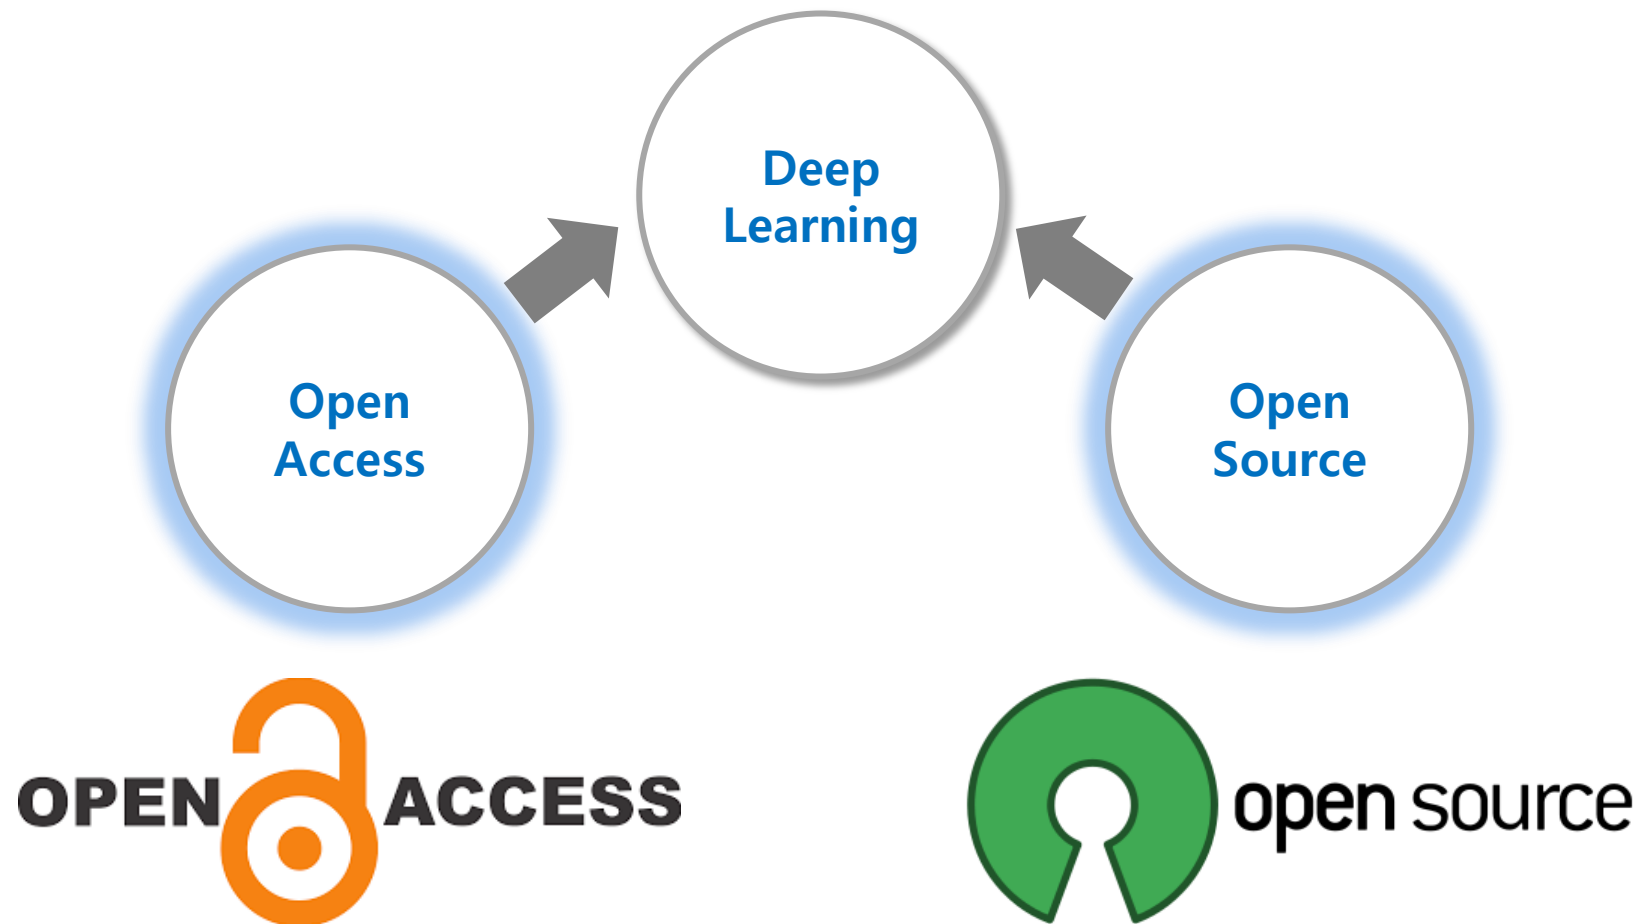 Deep
Learning
Open
Access
Open
Source
OPEN ACCESS
open source